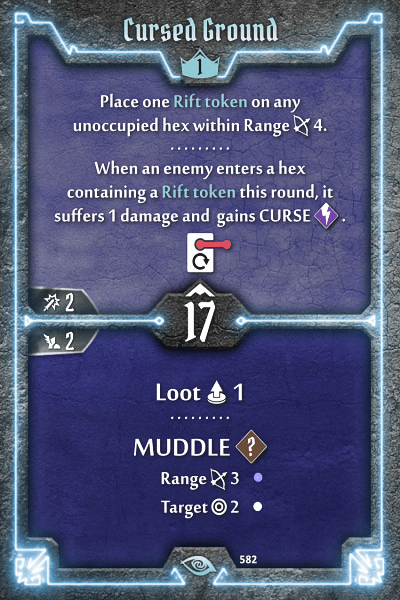 Cursed Ground
1
Place one Rift token on any
unoccupied hex within Range 4.
When an enemy enters a hex
containing a Rift token this round, it
suffers 1 damage and gains CURSE .
2
17
2
Loot 1
MUDDLE ?
Range 3
Target 2
582